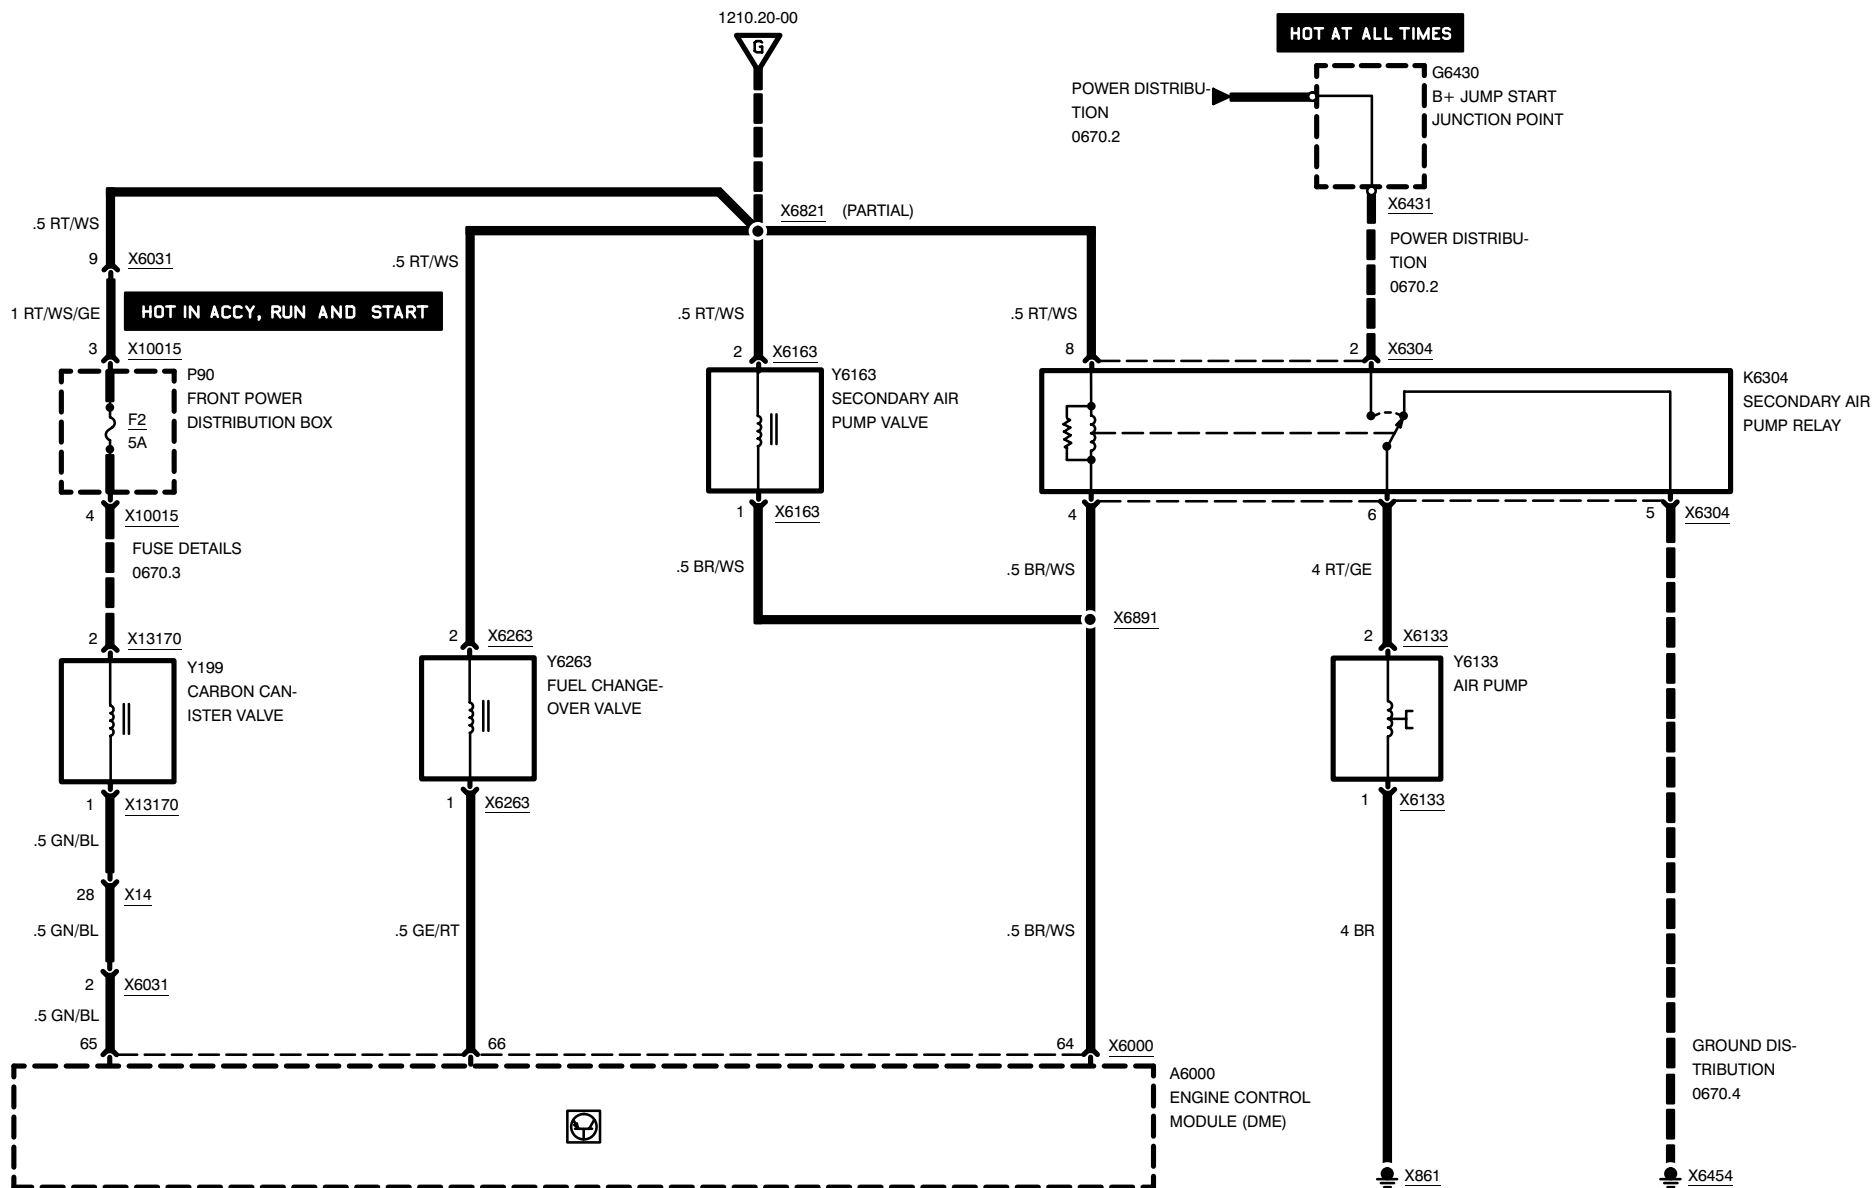 1210.20-00
G
HOT AT ALL TIMES
G6430
B+ JUMP START
JUNCTION POINT
POWER DISTRIBU-
TION
0670.2
X6431
POWER DISTRIBU-
TION
0670.2
X6821 (PARTIAL)
.5 RT/WS
9 X6031
.5 RT/WS
1 RT/WS/GE
HOT IN ACCY, RUN AND START
.5 RT/WS
.5 RT/WS
3 X10015
2 X6163
8
2 X6304
P90
FRONT POWER
DISTRIBUTION BOX
F2
5A
Y6163
SECONDARY AIR
PUMP VALVE
K6304
SECONDARY AIR
PUMP RELAY
4 X10015
1 X6163
4
6
5 X6304
FUSE DETAILS
0670.3
.5 BR/WS
.5 BR/WS
4 RT/GE
X6891
2 X13170
2 X6263
2 X6133
Y199
CARBON CAN-
ISTER VALVE
Y6263
FUEL CHANGE-
OVER VALVE
Y6133
AIR PUMP
1 X13170
1 X6263
1 X6133
.5 GN/BL
28 X14
.5 GN/BL
.5 GE/RT
.5 BR/WS
4 BR
2 X6031
.5 GN/BL
65
66
64 X6000
A6000
ENGINE CONTROL
MODULE (DME)
GROUND DIS-
TRIBUTION
0670.4
X861
X6454